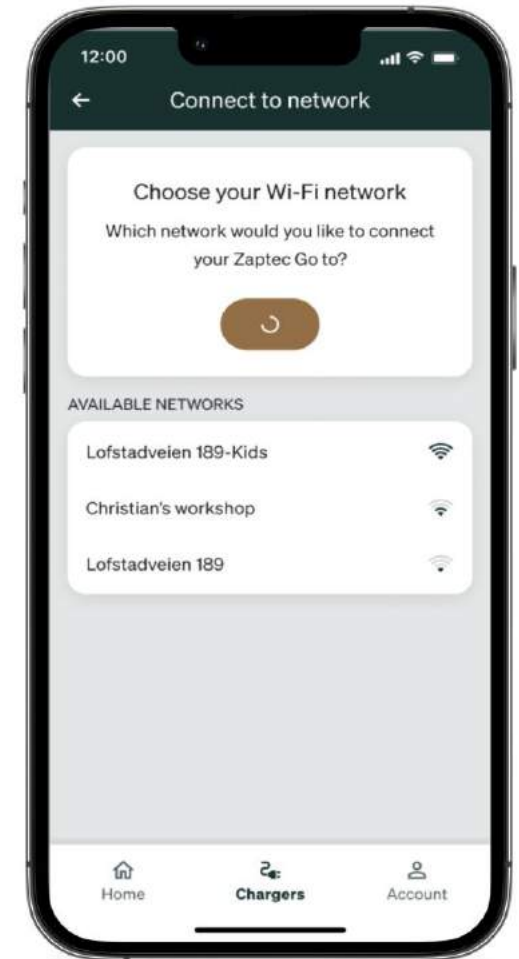 12:00
Connect to network
Choose your Wi-Fi network
Which network would you like to connect
your Zaptec Go to?
AVAILABLE NETWORKS
Lofstadveien 189-Kids
Christian's workshop
Lofstadveien 189
Home
Chargers
Account